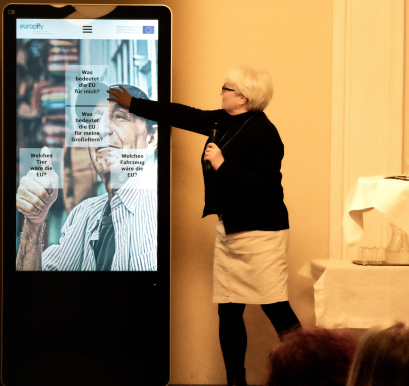 europify
Was
bedeutet
die EU
für mich?
Was
bedeutet
die EU
für meine
Großeltern?
Welches
Tier
wäre die
EU?
Welches
Fahrzeug
wäre die
EU?